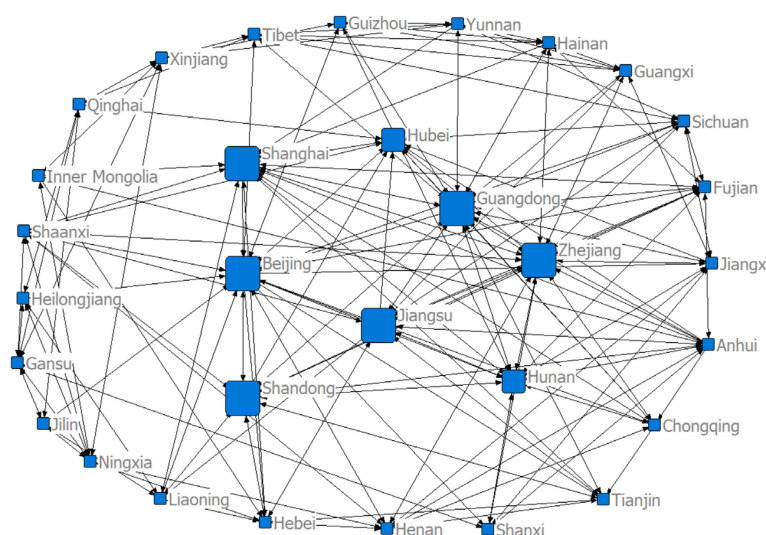 Guizhou
Yunnan
Tibet
Hainan
Xinjiang
Guangxi
Qinghai
Sichuan
Hubei
Shanghai
Inner Mongolia
Fujian
Guangdong
Shaanxi
Zhejiang
Beijing
Jiangx
Heilongjiang
Jiangsu
Anhui
Gansu
Hunan
Shandong
Jilin
Chongqing
Ningxia
Liaoning
Tianjin
Hebei
Henan
Shanxi